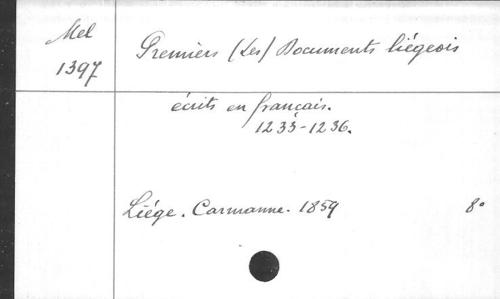 Mel
1397
Premiers (Les) Documents liégeois
écrits en français.
1233-1236.
Liége. Carmanne. 1859
8°